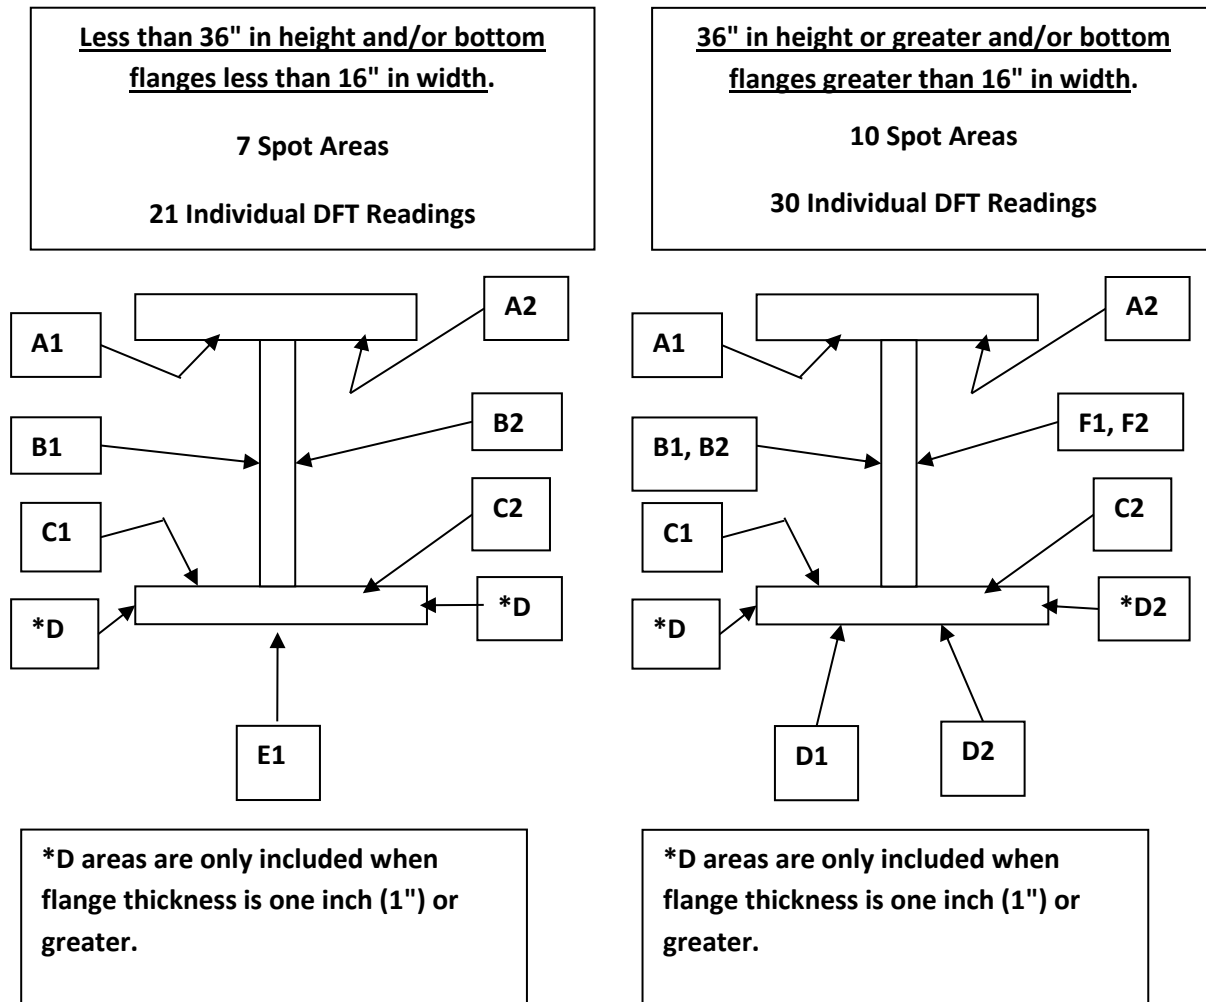 Less than 36" in height and/or bottom
flanges less than 16" in width.
7 Spot Areas
21 Individual DFT Readings
36" in height or greater and/or bottom
flanges greater than 16" in width.
10 Spot Areas
30 Individual DFT Readings
A1
A2
B1
B2
C1
C2
*D
*D
E1
A1
A2
B1, B2
F1, F2
C1
C2
*D
*D2
D1
D2
*D areas are only included when
flange thickness is one inch (1") or
greater.
*D areas are only included when
flange thickness is one inch (1") or
greater.